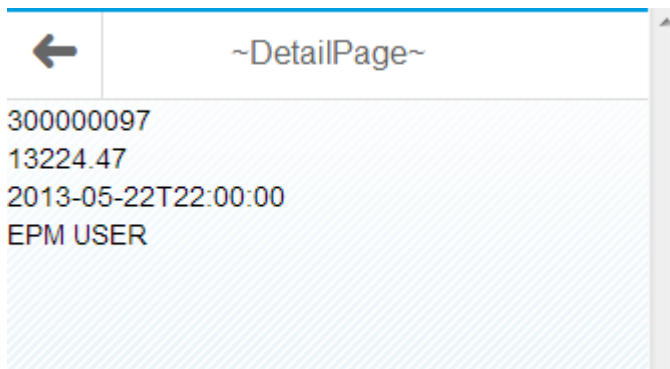 ~DetailPage~
300000097
13224.47
2013-05-22T22:00:00
EPM USER